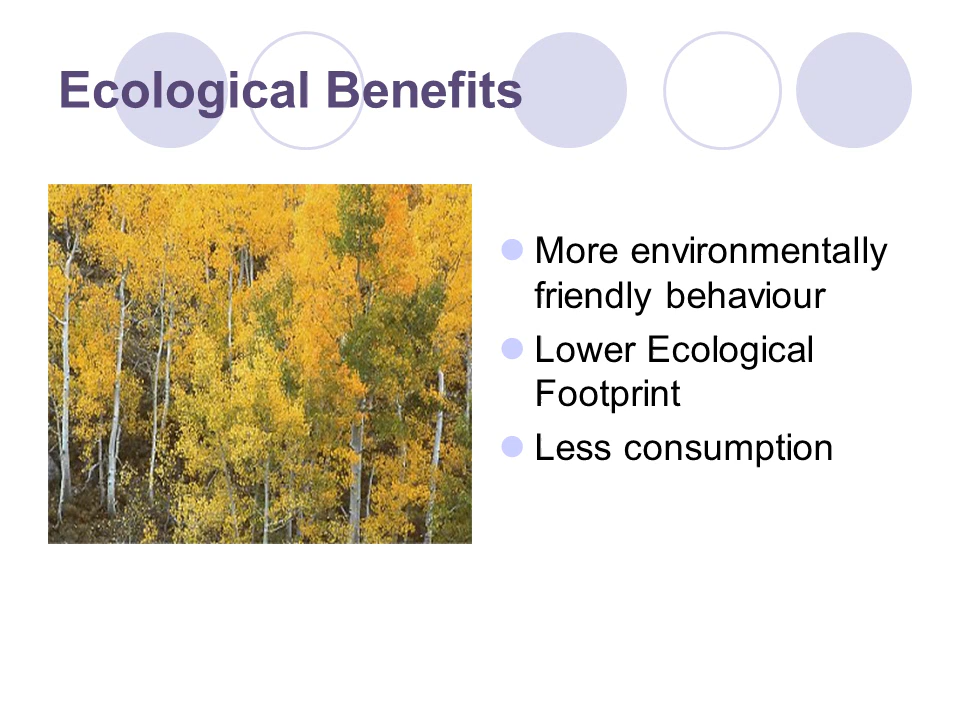 Ecological Benefits
More environmentally
friendly behaviour
Lower Ecological
Footprint
Less consumption